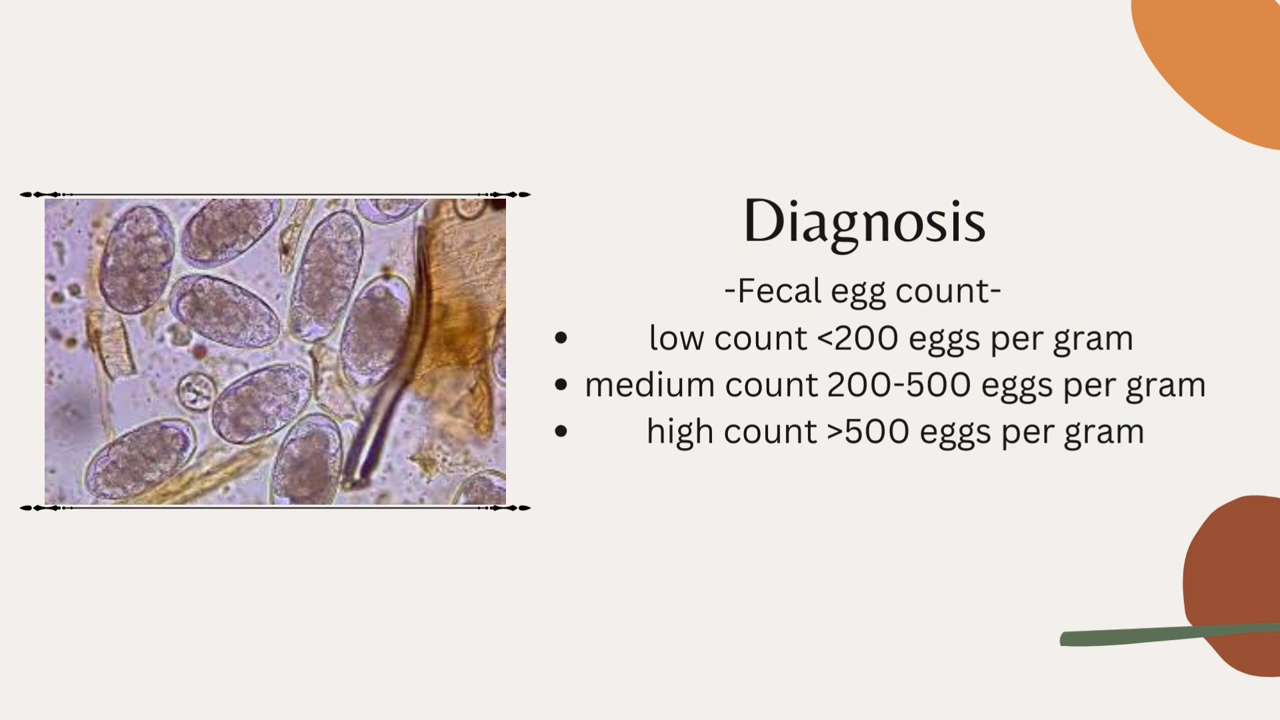 Diagnosis
-Fecal egg count-
• low count <200 eggs per gram
• medium count 200-500 eggs per gram
• high count >500 eggs per gram